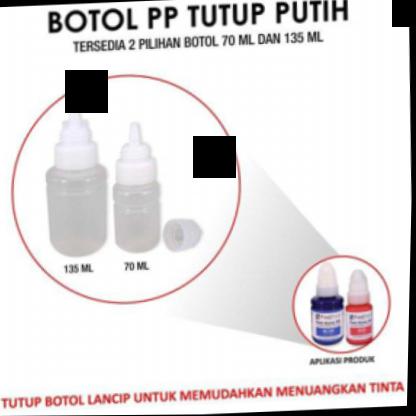 BOTOL PP TUTUP PUTIH
TERSEDIA 2 PILIHAN BOTOL 70 ML DAN 135 ML
135 ML
70 ML
APLIKASI PRODUK
TUTUP BOTOL LANCIP UNTUK MEMUDAHKAN MENUANGKAN TINTA